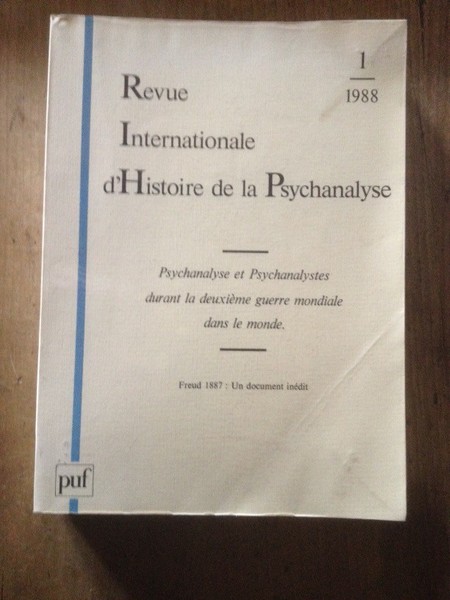 1
1988
Revue
Internationale
d'Histoire de la Psychanalyse
Psychanalyse et Psychanalystes
durant la deuxième guerre mondiale
dans le monde.
Freud 1887 : Un document inédit
puf